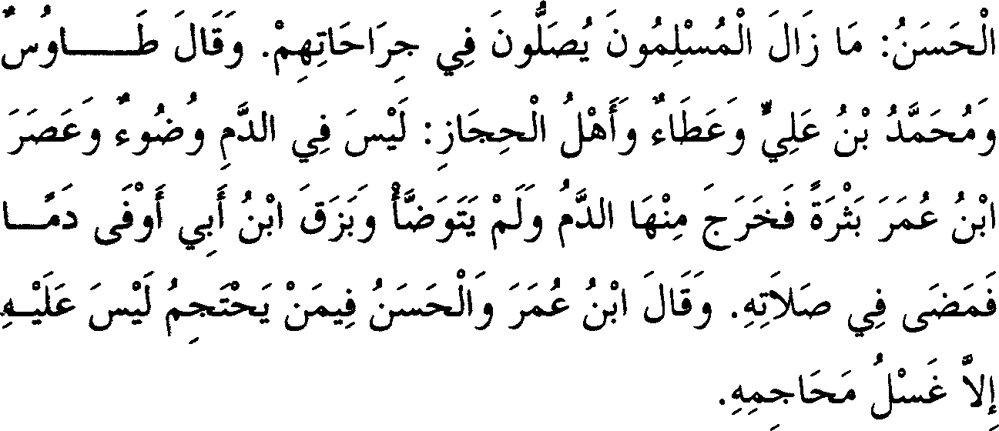 الْحَسَنُ: مَا زَالَ الْمُسْلِمُونَ يُصَلُّونَ فِي جِرَاحَاتِهِمْ. وَقَالَ طَـــاوُسٌ
وَمُحَمَّدُ بْنُ عَلِيٍّ وَعَطَاءٌ وَأَهْلُ الْحِجَازِ: لَيْسَ فِي الدَّمِ وُضُوءٌ وَعَصَرَ
ابْنُ عُمَرَ بَثْرَةً فَخَرَجَ مِنْهَا الدَّمُ وَلَمْ يَتَوَضَّأْ وَبَزَقَ ابْنُ أَبِي أَوْفَى دَمًـا
فَمَضَى فِي صَلَاتِهِ. وَقَالَ ابْنُ عُمَرَ وَالْحَسَنُ فِيمَنْ يَحْتَجِمُ لَيْسَ عَلَيْـهِ
إِلاَّ غَسْلُ مَحَاجِمِهِ.